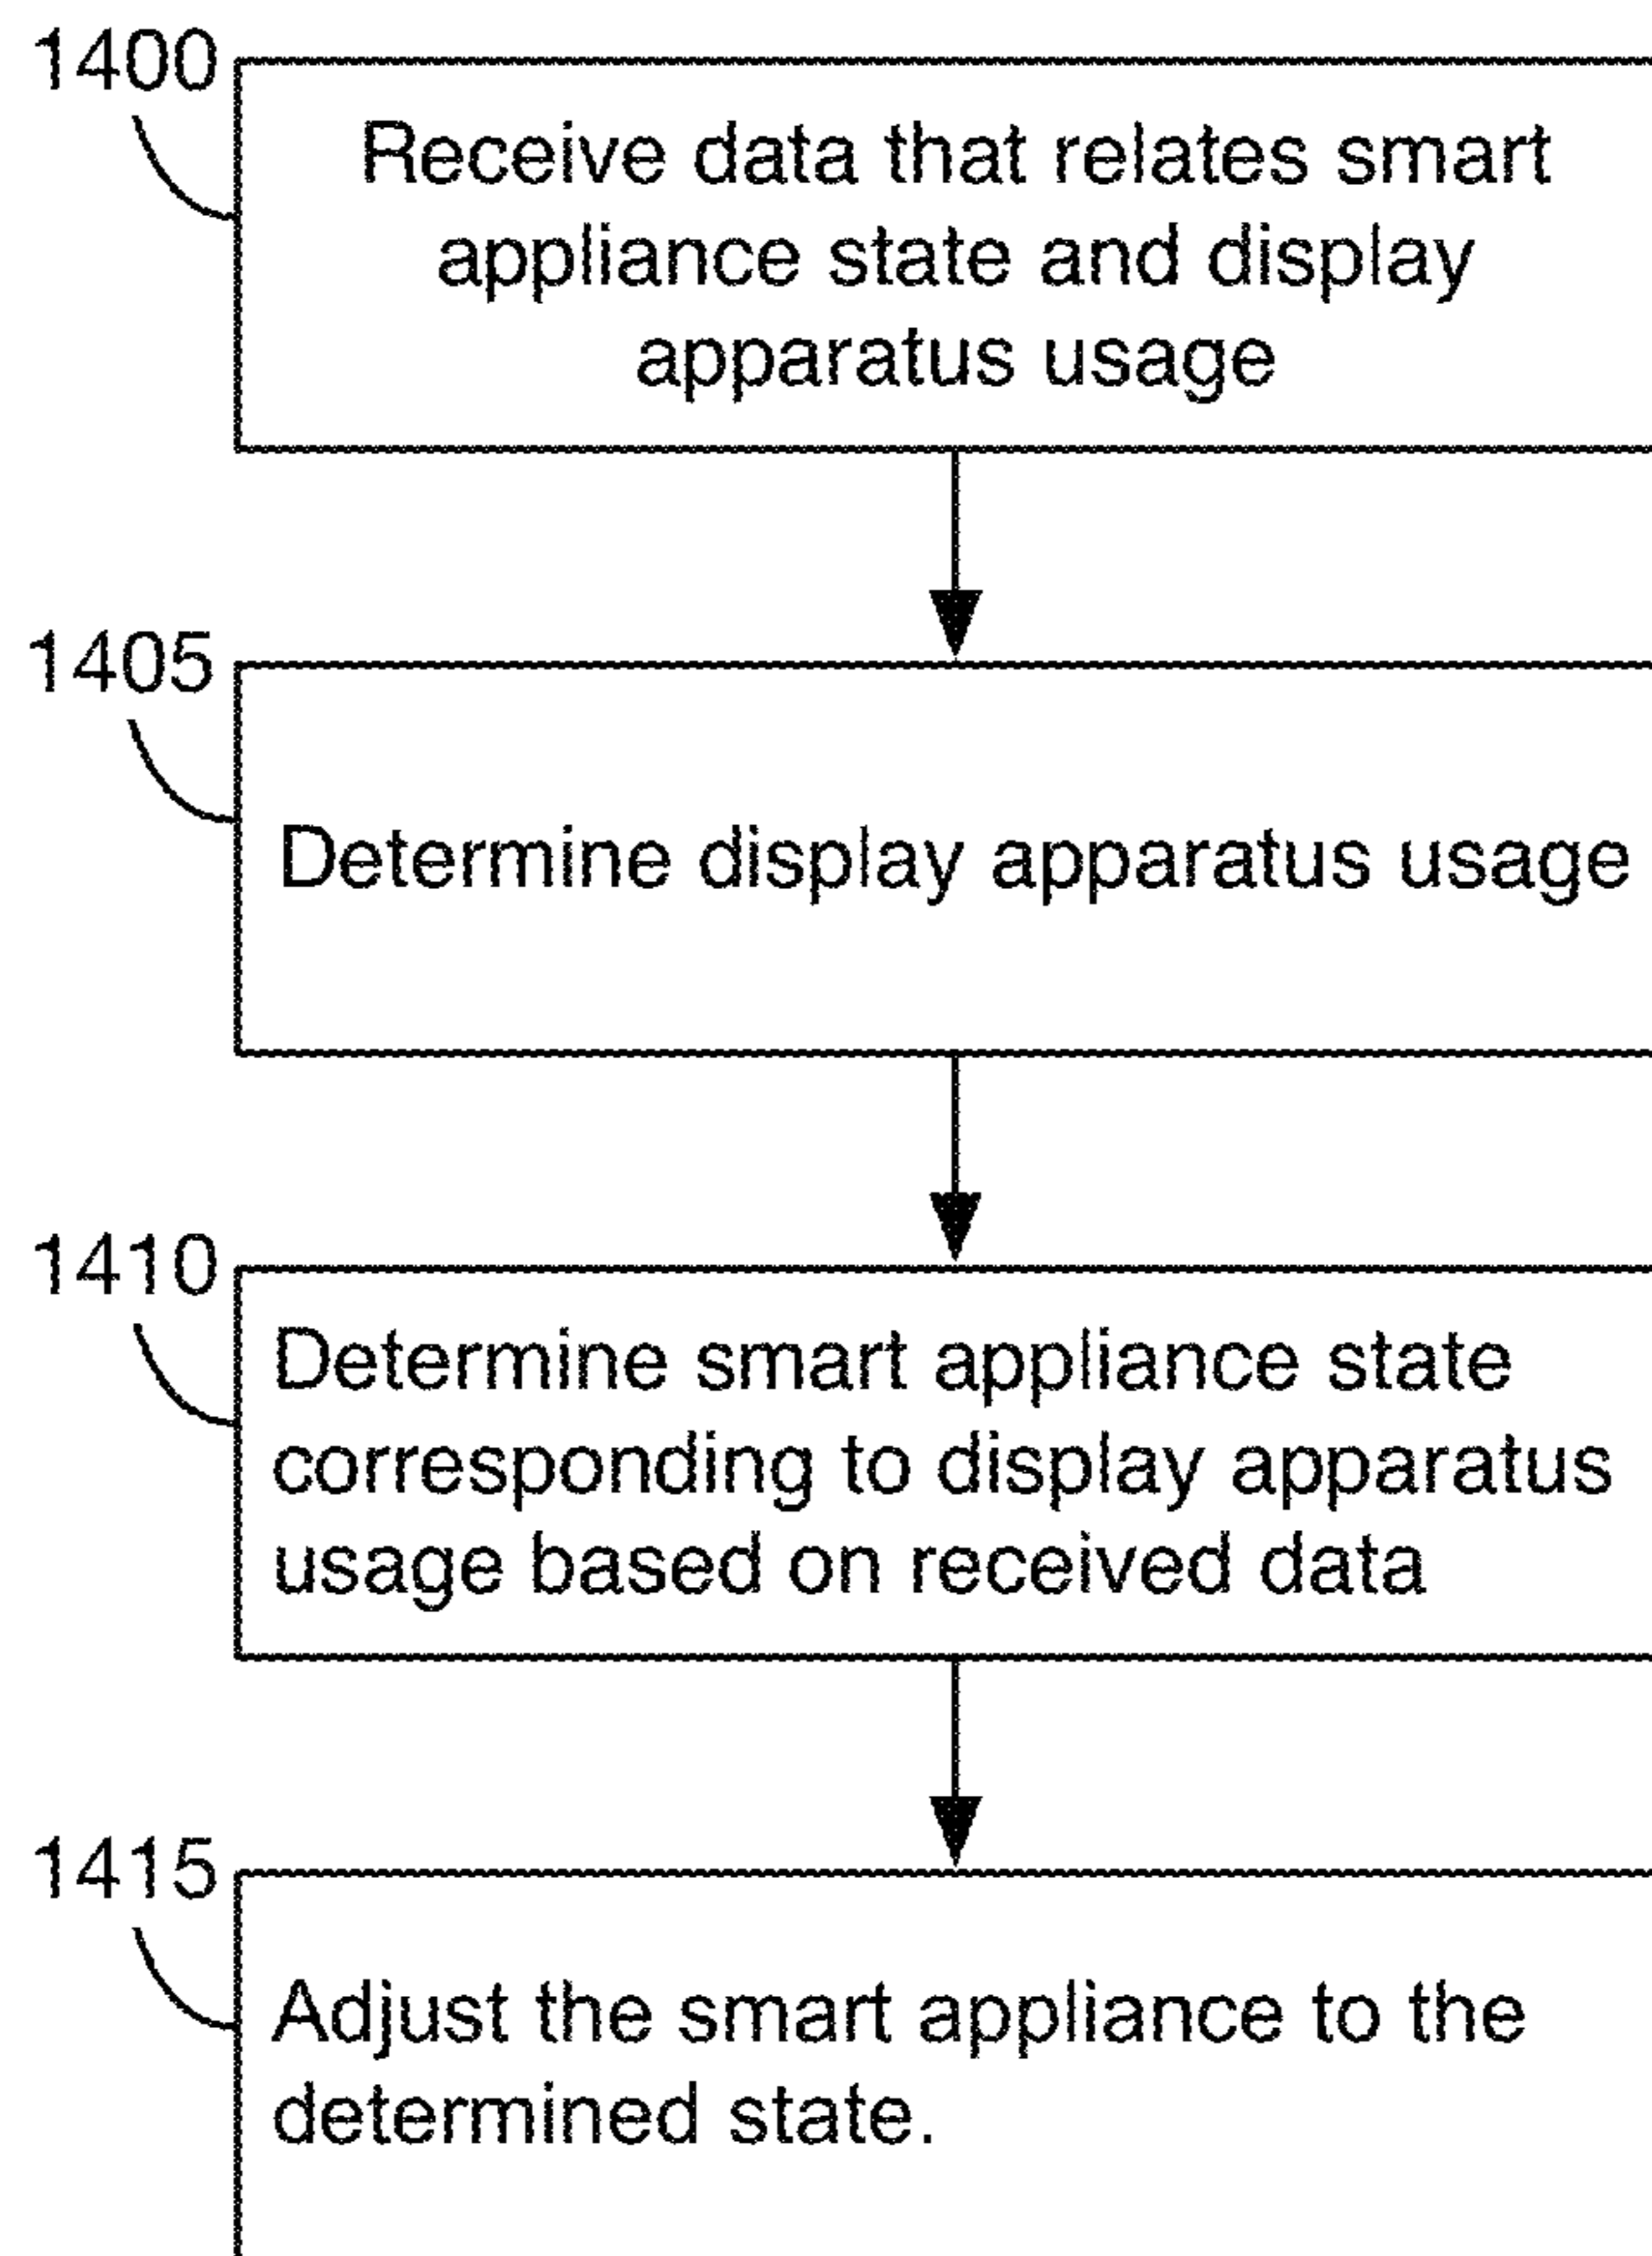 1400
Receive data that relates smart
appliance state and display
apparatus usage
1405
Determine display apparatus usage
1410
Determine smart appliance state
corresponding to display apparatus
usage based on received data
1415
Adjust the smart appliance to the
determined state.